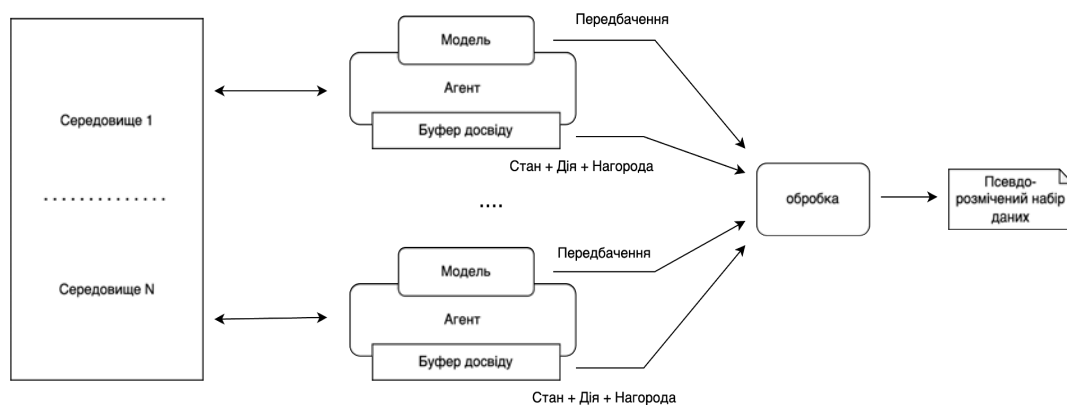 Середовище 1
...............
Середовище N
Модель
Агент
Буфер досвіду
Передбачення
Стан + Дія + Нагорода
....
Модель
Агент
Буфер досвіду
Передбачення
Стан + Дія + Нагорода
обробка
Псевдо-
розмічений набір
даних